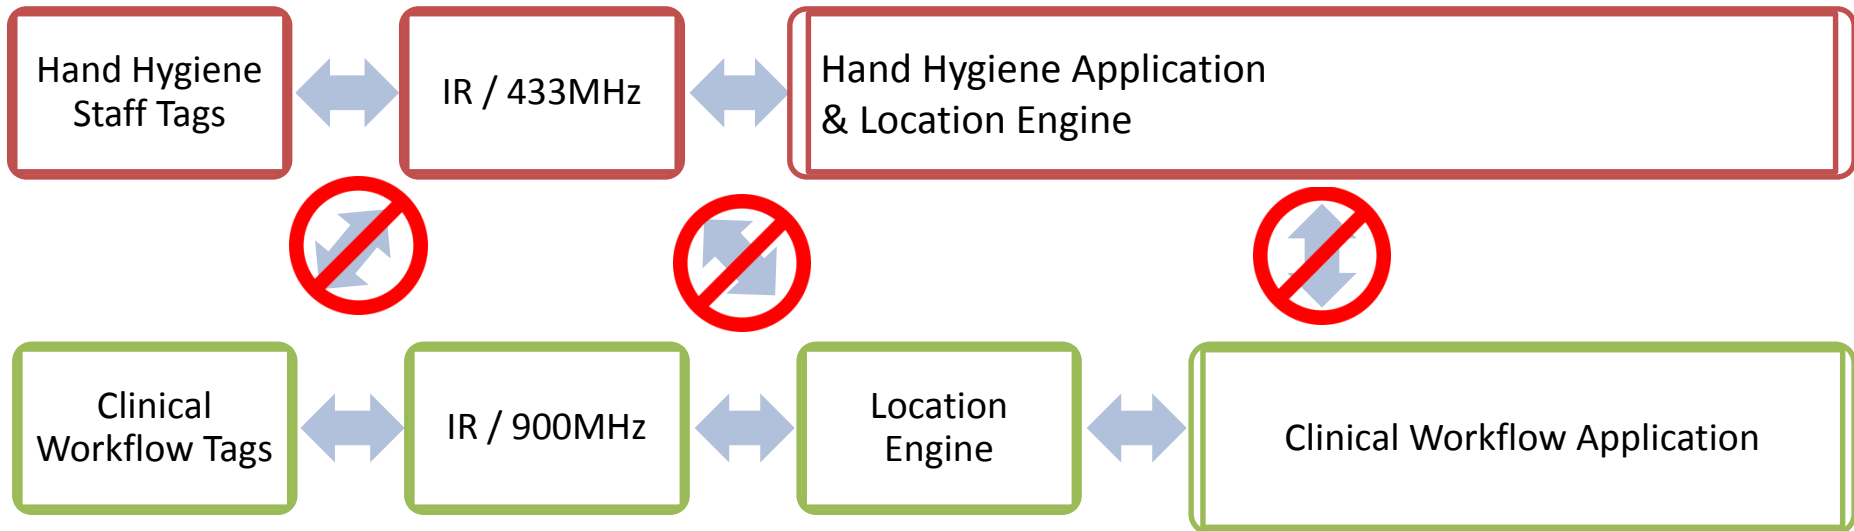 Hand Hygiene
Staff Tags
IR / 433MHz
Hand Hygiene Application
& Location Engine
Clinical
Workflow Tags
IR / 900MHz
Location
Engine
Clinical Workflow Application